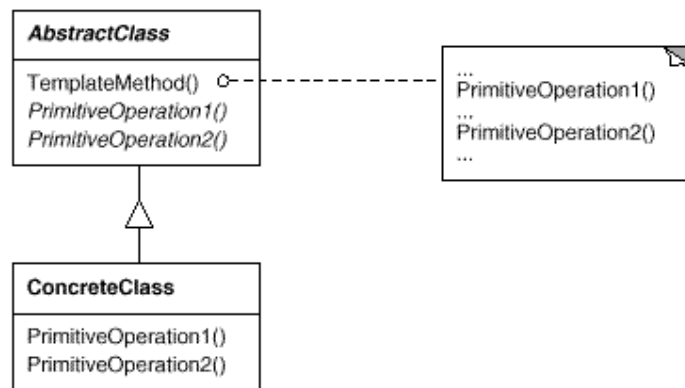 AbstractClass
TemplateMethod()
PrimitiveOperation1()
PrimitiveOperation2()
...
PrimitiveOperation1()
...
PrimitiveOperation2()
...
ConcreteClass
PrimitiveOperation1()
PrimitiveOperation2()